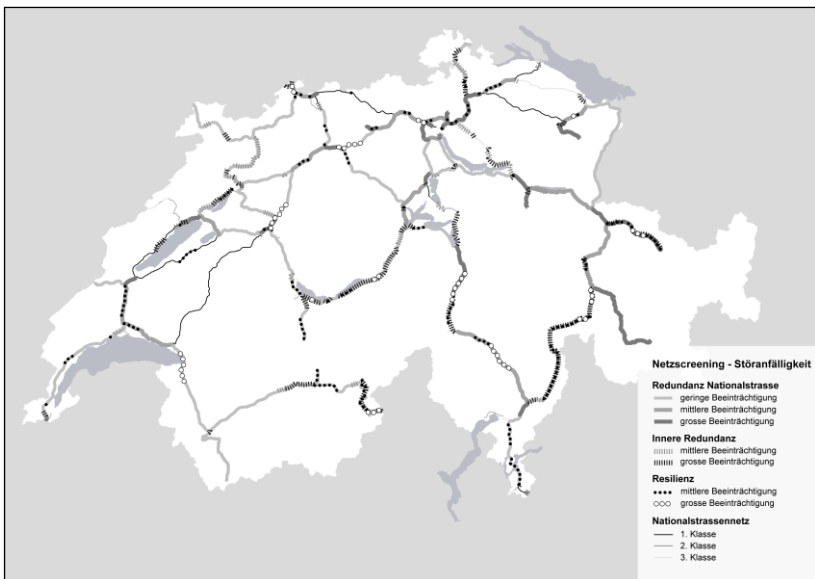 Netzscreening - Störanfälligkeit
Redundanz Nationalstrasse
geringe Beeinträchtigung
mittlere Beeinträchtigung
grosse Beeinträchtigung
Innere Redundanz
mittlere Beeinträchtigung
grosse Beeinträchtigung
Resilienz
mittlere Beeinträchtigung
grosse Beeinträchtigung
Nationalstrassennetz
1. Klasse
2. Klasse
3. Klasse